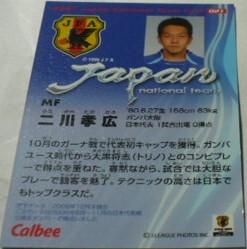 JFA
021
© 1996 J.F.A
Japan
national team
MF
'80.6.27生 168cm 63kg
ガンバ大阪
二川孝広
日本代表 1試合出場 0得点
10月のガーナ戦で代表初キャップを獲得。ガンバ
ユース時代から大黒将志（トリノ）とのコンビプレ
ーで得点を重ねた。寡黙ながら、試合では大胆な
プレーで観客を魅了。テクニックの高さは日本で
もトップクラスだ。
Calbee